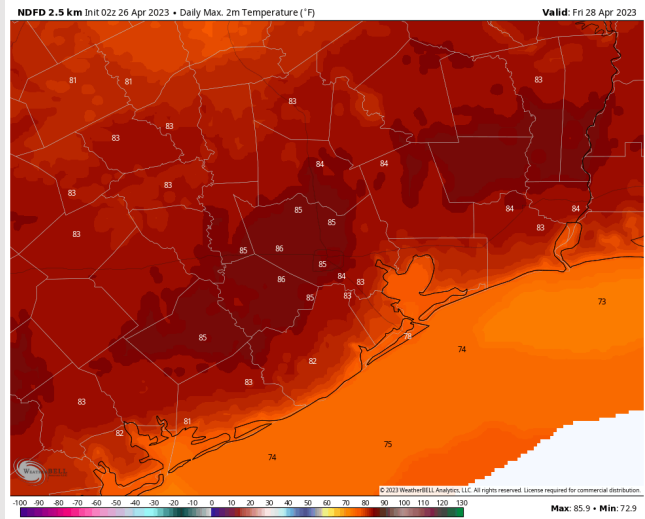 NDFD 2.5 km Init 02z 26 Apr 2023 • Daily Max. 2m Temperature (°F) Valid: Fri 28 Apr 2023
81 81 83
83
83 83
84 84
83 83
85 84 84
85 83
83
85 86
85
86 84 83
85 83
73
85 78
74
82
83
83
81
82
75
74
WeatherBELL
© 2023 WeatherBELL Analytics, LLC. All rights reserved. License required for commercial distribution.
-100 -90 -80 -70 -60 -50 -40 -30 -20 -10 0 10 20 30 40 50 60 70 80 90 100 110 120 130
Max: 85.9 • Min: 72.9